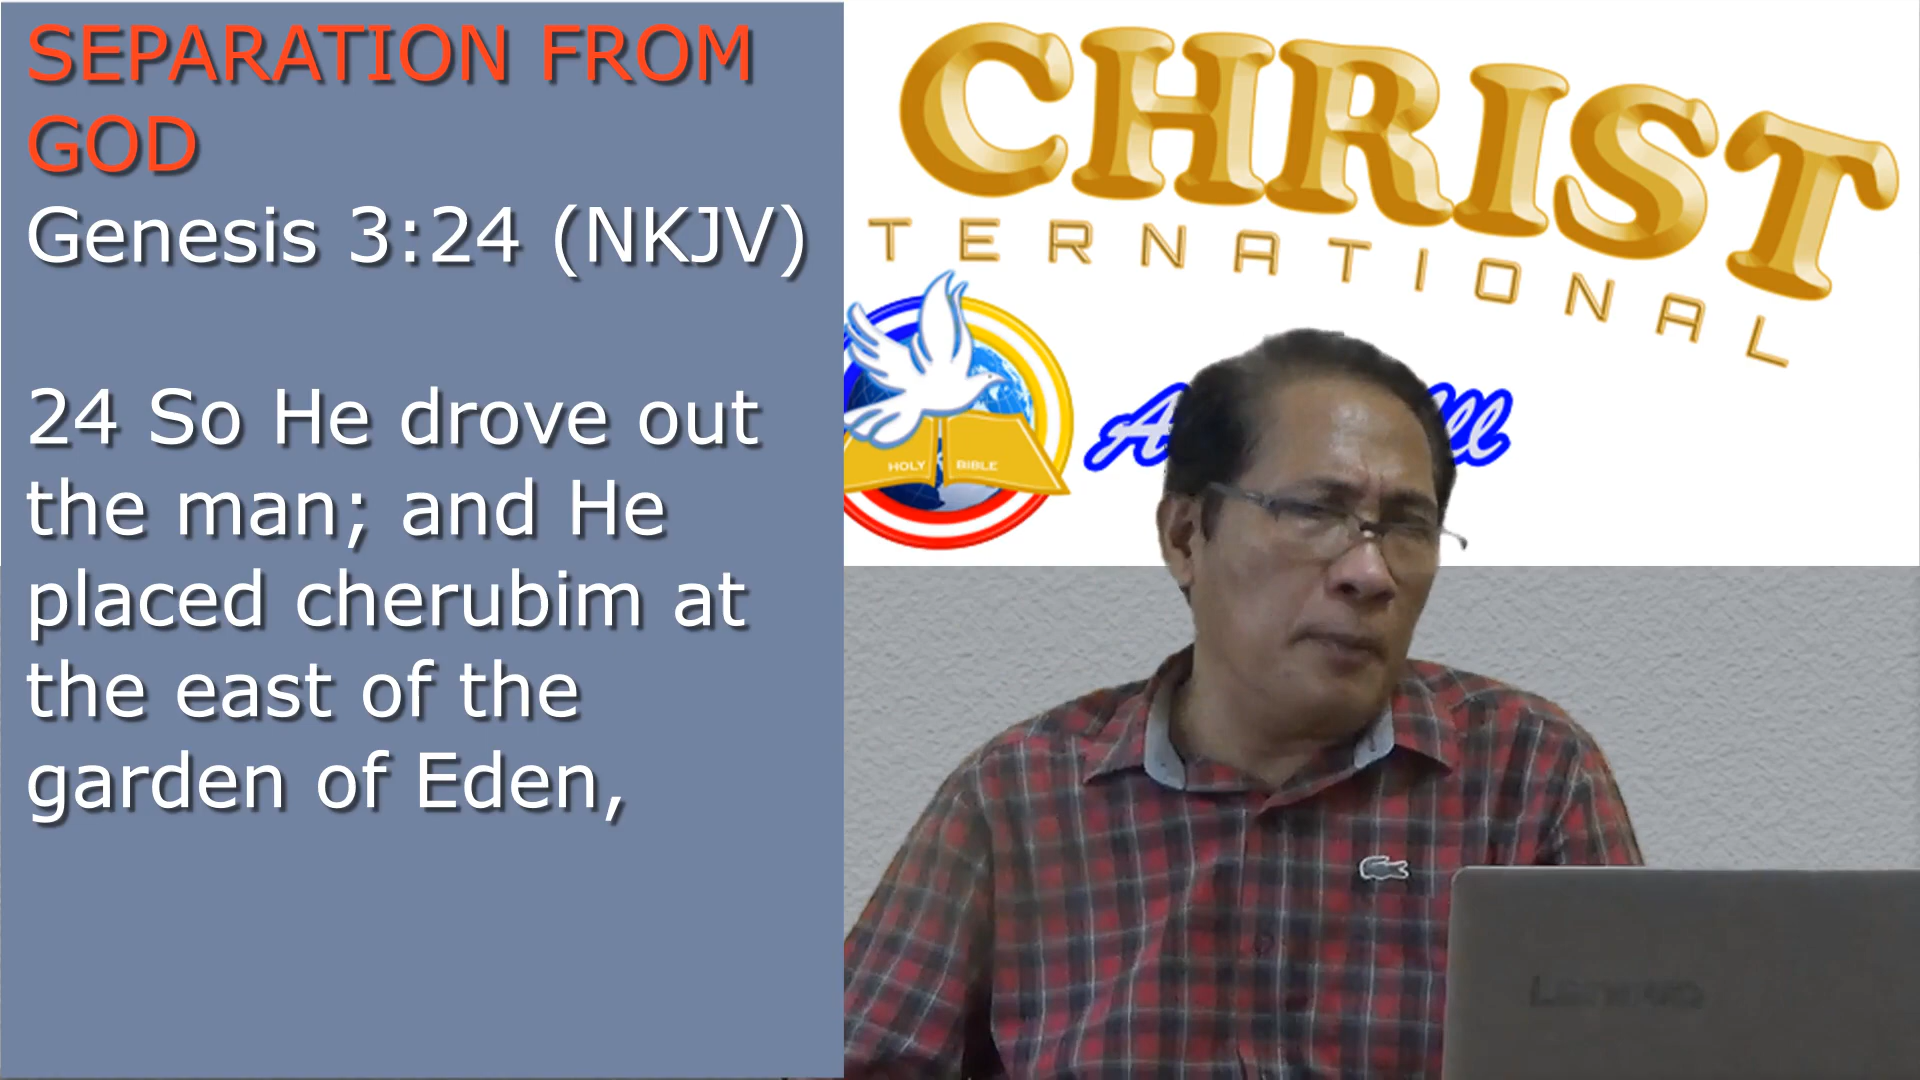 SEPARATION FROM
GOD
Genesis 3:24 (NKJV)
24 So He drove out
the man; and He
placed cherubim at
the east of the
garden of Eden,
CHRIST
TERNATIONAL
HOLY BIBLE